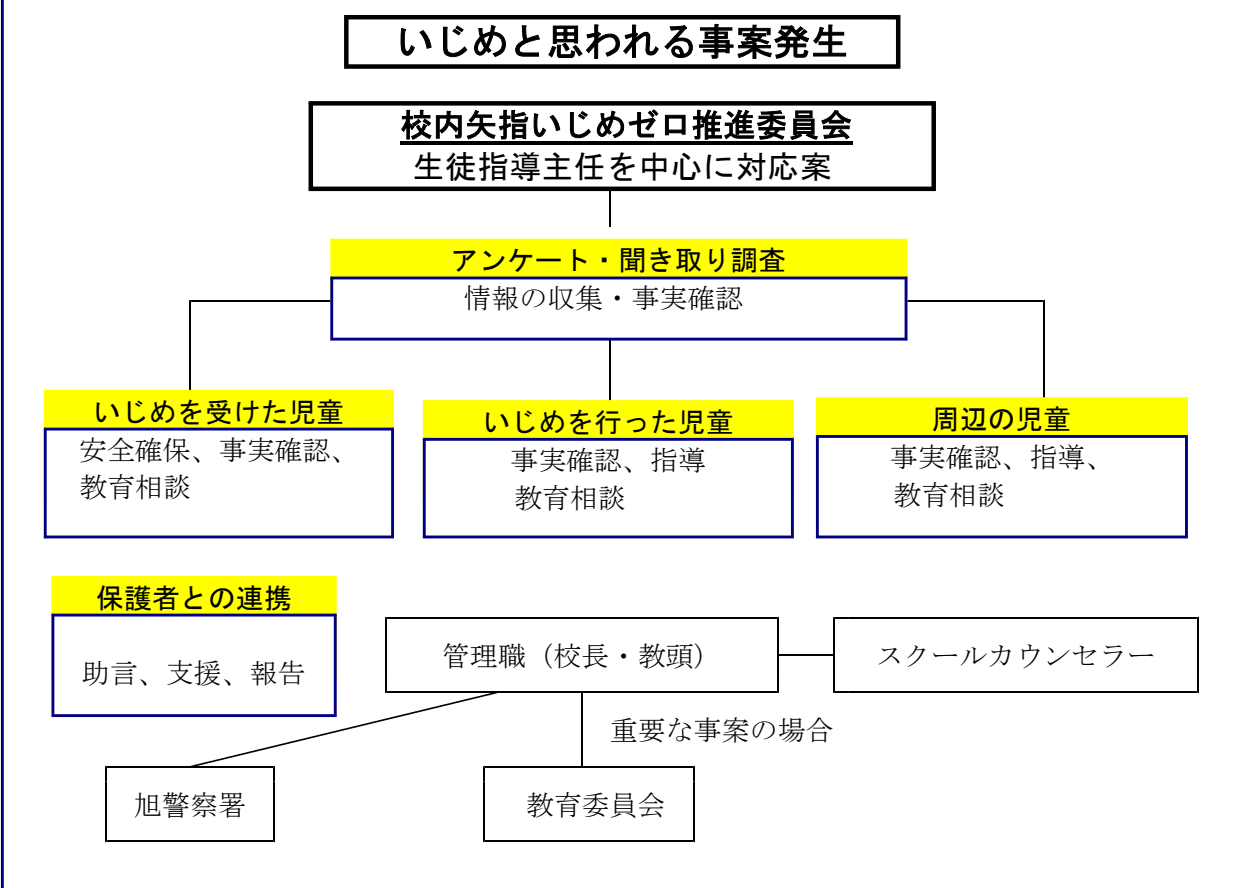 いじめと思われる事案発生
校内矢指いじめゼロ推進委員会
生徒指導主任を中心に対応案
アンケート・聞き取り調査
情報の収集・事実確認
いじめを受けた児童
安全確保、事実確認、
教育相談
いじめを行った児童
事実確認、指導
教育相談
周辺の児童
事実確認、指導、
教育相談
保護者との連携
助言、支援、報告
管理職（校長・教頭）
スクールカウンセラー
重要な事案の場合
旭警察署
教育委員会